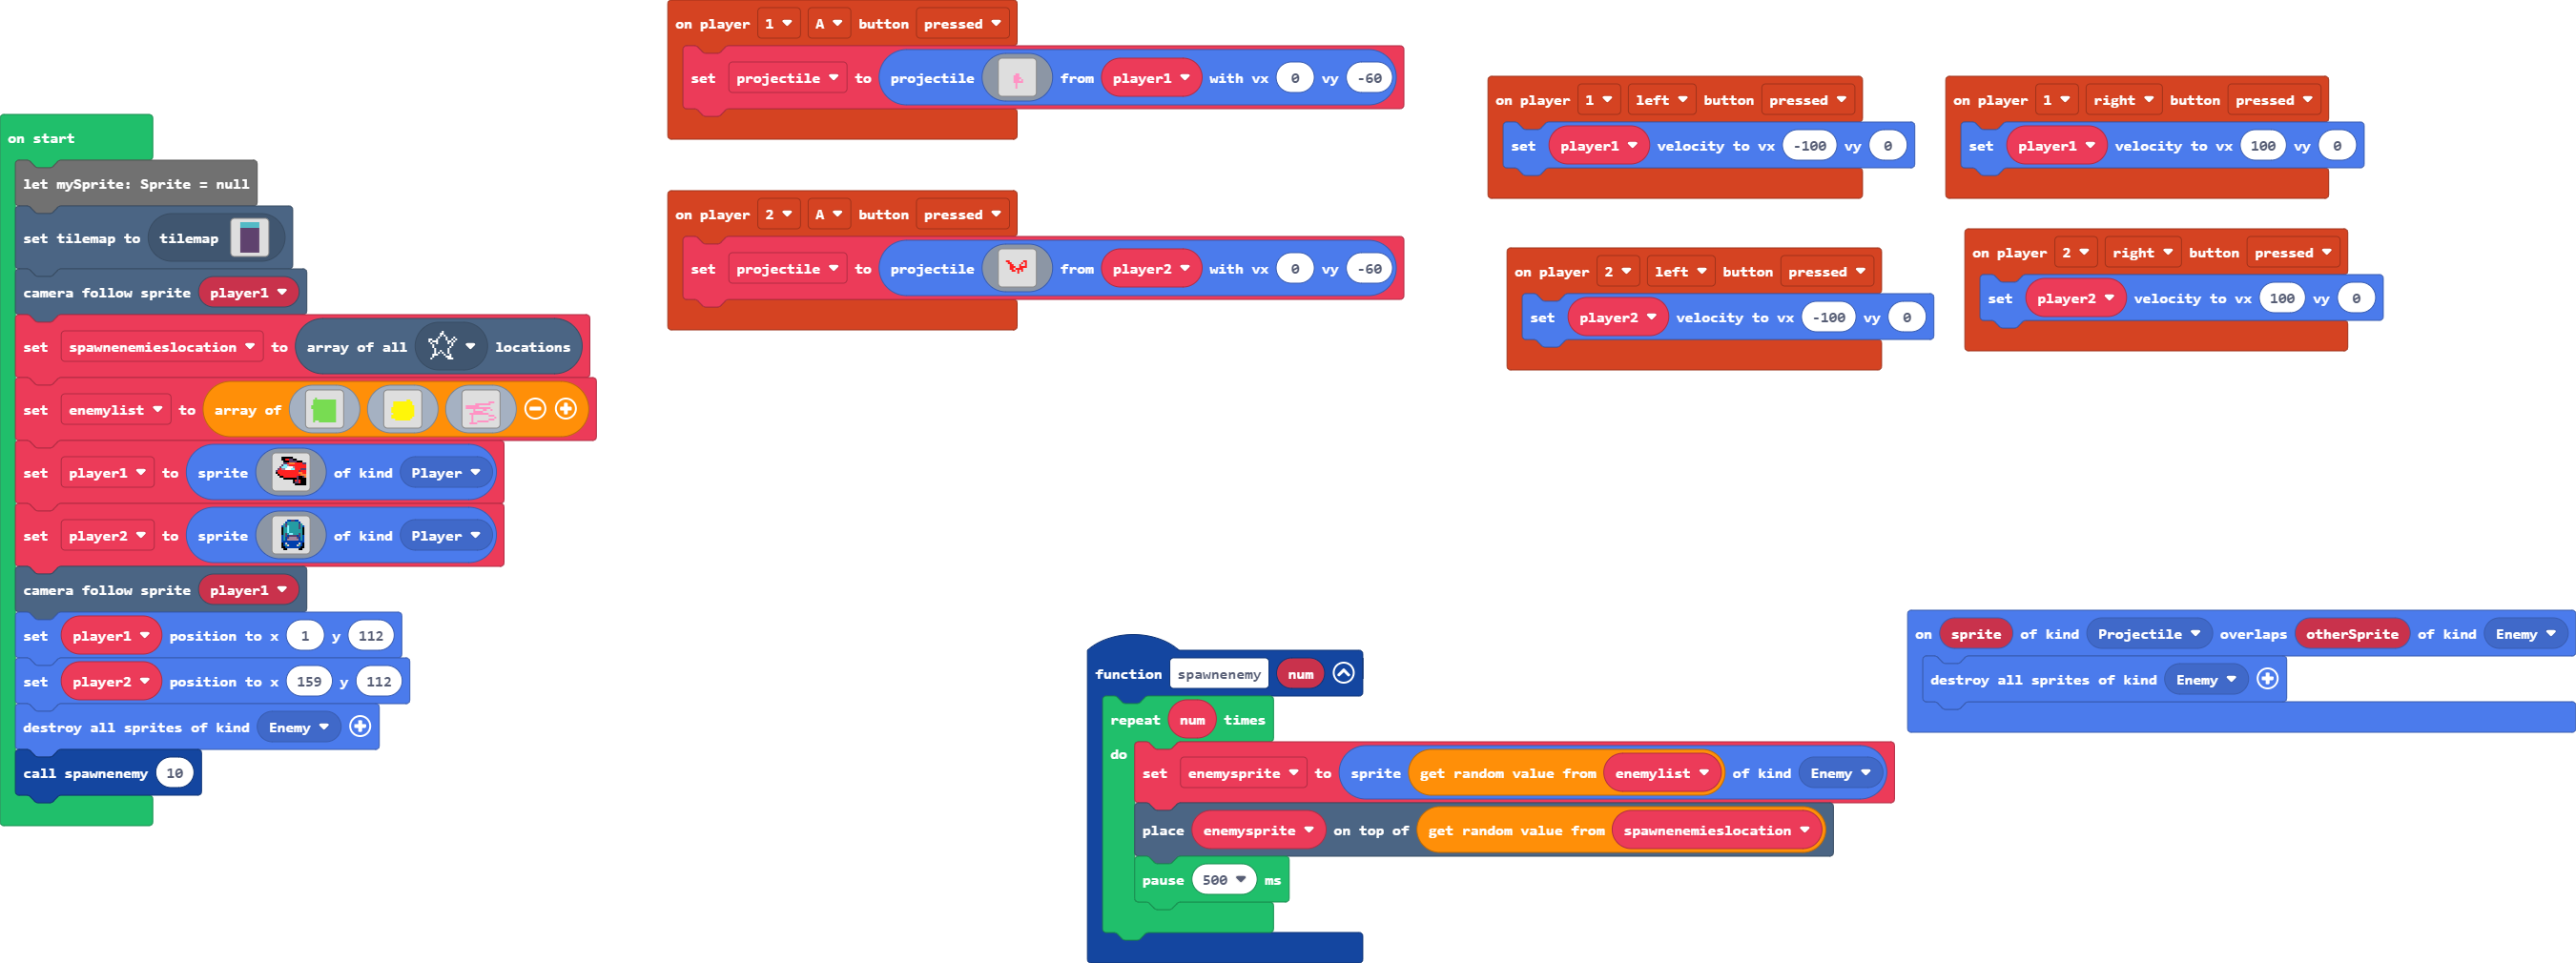 on start
let mySprite: Sprite = null
set tilemap to tilemap
camera follow sprite player1
set spawnenemieslocation to array of all locations
set enemylist to array of
set player1 to sprite of kind Player
set player2 to sprite of kind Player
camera follow sprite player1
set player1 position to x 1 y 112
set player2 position to x 159 y 112
destroy all sprites of kind Enemy
call spawnenemy 10
on player 1 A button pressed
set projectile to projectile from player1 with vx 0 vy -60
on player 2 A button pressed
set projectile to projectile from player2 with vx 0 vy -60
on player 1 left button pressed
set player1 velocity to vx -100 vy 0
on player 1 right button pressed
set player1 velocity to vx 100 vy 0
on player 2 left button pressed
set player2 velocity to vx -100 vy 0
on player 2 right button pressed
set player2 velocity to vx 100 vy 0
function spawnenemy num
repeat num times
do
set enemysprite to sprite get random value from enemylist of kind Enemy
place enemysprite on top of get random value from spawnenemieslocation
pause 500 ms
on sprite of kind Projectile overlaps otherSprite of kind Enemy
destroy all sprites of kind Enemy